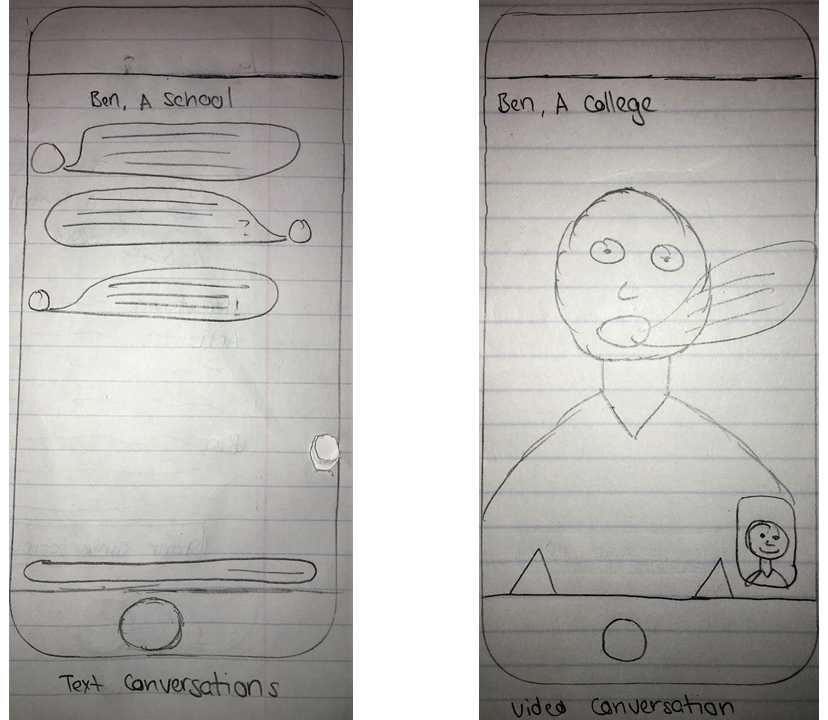 Ben, A school
?
!
Text Conversations
Ben, A College
video Conversation